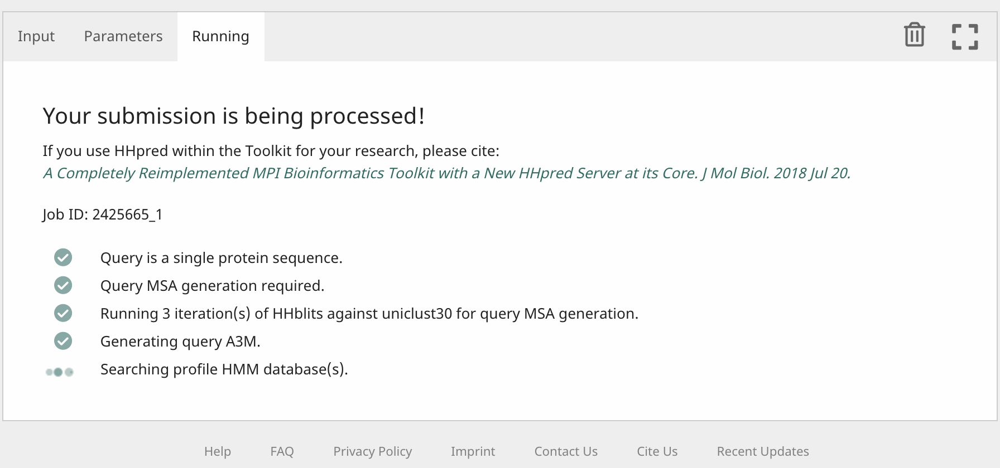 Input Parameters Running
Your submission is being processed!
If you use HHpred within the Toolkit for your research, please cite:
A Completely Reimplemented MPI Bioinformatics Toolkit with a New HHpred Server at its Core. J Mol Biol. 2018 Jul 20.
Job ID: 2425665_1
Query is a single protein sequence.
Query MSA generation required.
Running 3 iteration(s) of HHblits against uniclust30 for query MSA generation.
Generating query A3M.
Searching profile HMM database(s).
Help FAQ Privacy Policy Imprint Contact Us Cite Us Recent Updates